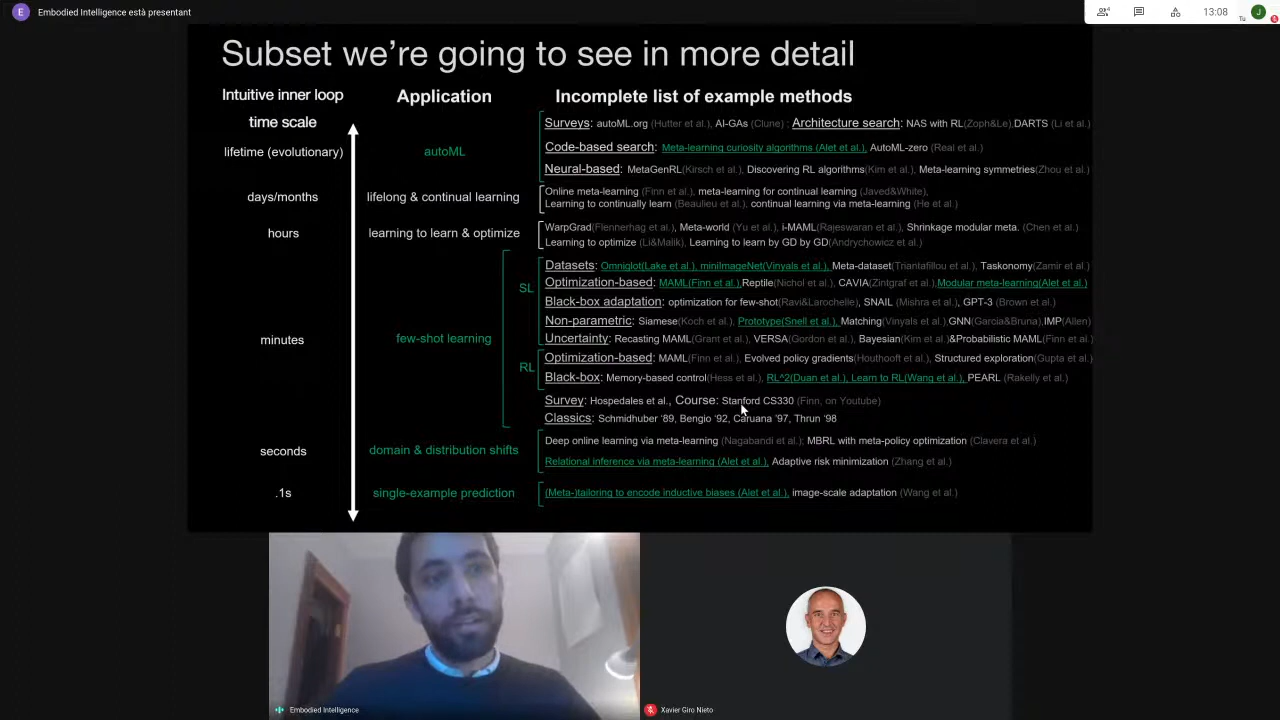 E Embodied Intelligence està presentant
4
13:08
J
Tu
Subset we're going to see in more detail
Intuitive inner loop time scale
Application
Incomplete list of example methods
lifetime (evolutionary)
autoML
Surveys: autoML.org (Hutter et al.), AI-GAs (Clune) ; Architecture search: NAS with RL(Zoph&Le),DARTS (Li et al.)
Code-based search: Meta-learning curiosity algorithms (Alet et al.), AutoML-zero (Real et al.)
Neural-based: MetaGenRL(Kirsch et al.), Discovering RL algorithms(Kim et al.), Meta-learning symmetries(Zhou et al.)
days/months
lifelong & continual learning
Online meta-learning (Finn et al.), meta-learning for continual learning (Javed&White),
Learning to continually learn (Beaulieu et al.), continual learning via meta-learning (He et al.)
hours
learning to learn & optimize
WarpGrad(Flennerhag et al.), Meta-world (Yu et al.), i-MAML(Rajeswaran et al.), Shrinkage modular meta. (Chen et al.)
Learning to optimize (Li&Malik), Learning to learn by GD by GD(Andrychowicz et al.)
minutes
few-shot learning
SL
Datasets: Omniglot(Lake et al.), miniImageNet(Vinyals et al.), Meta-dataset(Triantafillou et al.), Taskonomy(Zamir et al.)
Optimization-based: MAML(Finn et al.),Reptile(Nichol et al.), CAVIA(Zintgraf et al.),Modular meta-learning(Alet et al.)
Black-box adaptation: optimization for few-shot(Ravi&Larochelle), SNAIL (Mishra et al.), GPT-3 (Brown et al.)
Non-parametric: Siamese(Koch et al.), Prototype(Snell et al.), Matching(Vinyals et al.),GNN(Garcia&Bruna),IMP(Allen)
Uncertainty: Recasting MAML(Grant et al.), VERSA(Gordon et al.), Bayesian(Kim et al.)&Probabilistic MAML(Finn et al.)
RL
Optimization-based: MAML(Finn et al.), Evolved policy gradients(Houthooft et al.), Structured exploration(Gupta et al.)
Black-box: Memory-based control(Hess et al.), RL^2(Duan et al.), Learn to RL(Wang et al.), PEARL (Rakelly et al.)
Survey: Hospedales et al., Course: Stanford CS330 (Finn, on Youtube)
Classics: Schmidhuber '89, Bengio '92, Caruana '97, Thrun '98
seconds
domain & distribution shifts
Deep online learning via meta-learning (Nagabandi et al.); MBRL with meta-policy optimization (Clavera et al.)
Relational inference via meta-learning (Alet et al.), Adaptive risk minimization (Zhang et al.)
.1s
single-example prediction
(Meta-)tailoring to encode inductive biases (Alet et al.), image-scale adaptation (Wang et al.)
Embodied Intelligence
Xavier Giro Nieto